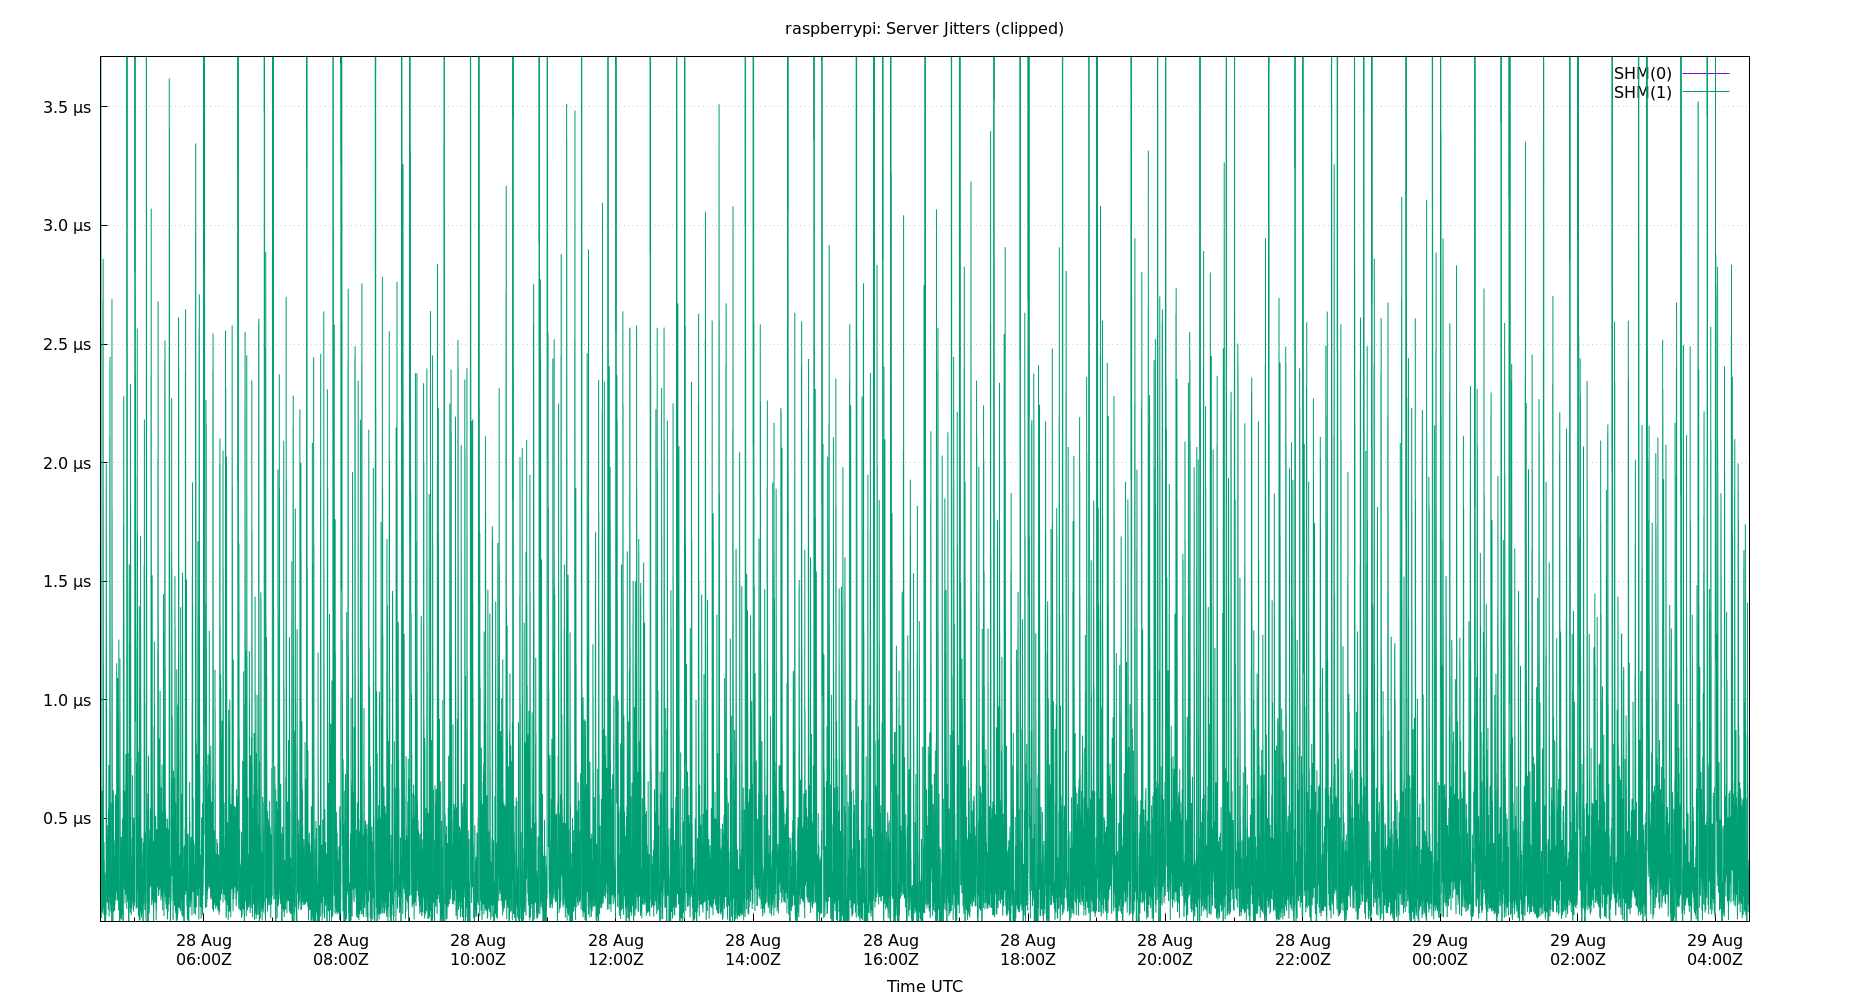 raspberrypi: Server Jitters (clipped)
SHM(0)
SHM(1)
3.5 µs
3.0 µs
2.5 µs
2.0 µs
1.5 µs
1.0 µs
0.5 µs
28 Aug 28 Aug 28 Aug 28 Aug 28 Aug 28 Aug 28 Aug 28 Aug 28 Aug 29 Aug 29 Aug 29 Aug
06:00Z 08:00Z 10:00Z 12:00Z 14:00Z 16:00Z 18:00Z 20:00Z 22:00Z 00:00Z 02:00Z 04:00Z
Time UTC